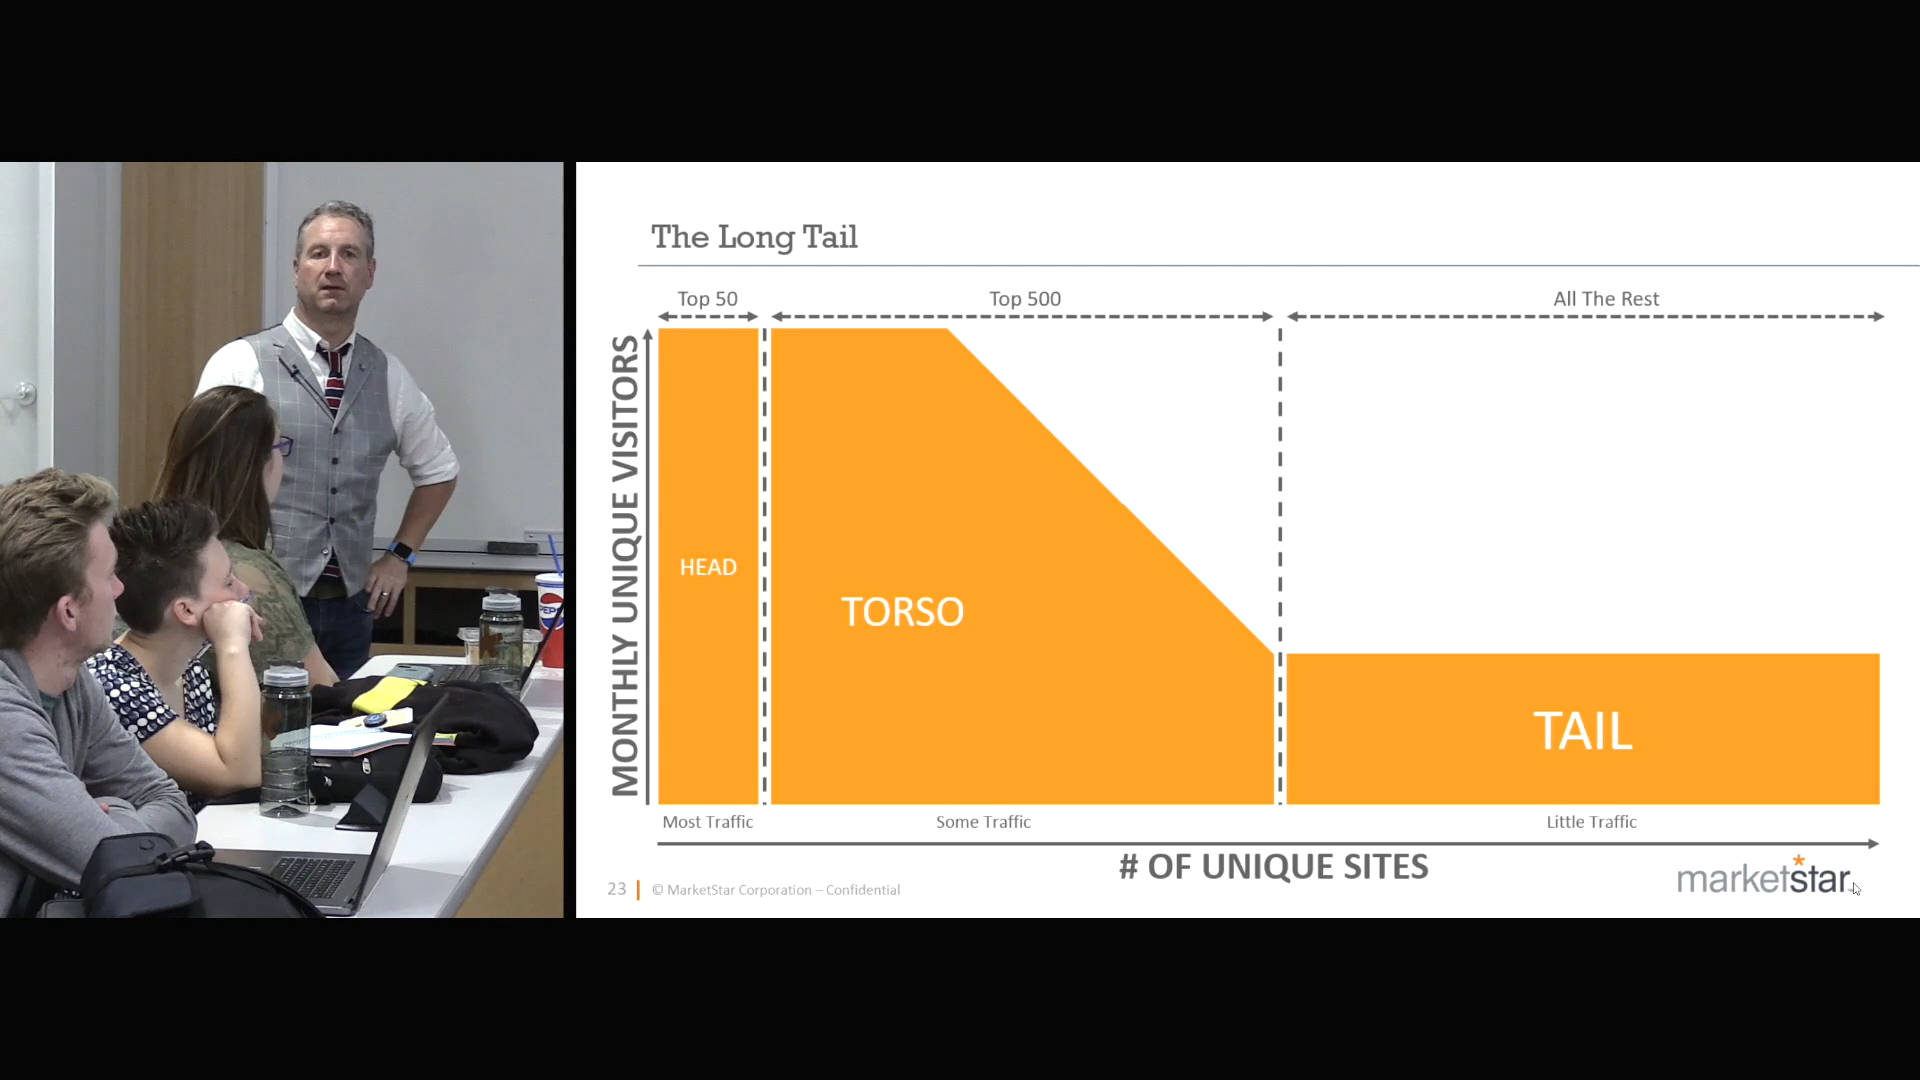 The Long Tail
Top 50
Top 500
All The Rest
MONTHLY UNIQUE VISITORS
HEAD
TORSO
TAIL
Most Traffic
Some Traffic
Little Traffic
# OF UNIQUE SITES
23
© MarketStar Corporation – Confidential
marketstar
PEPSI